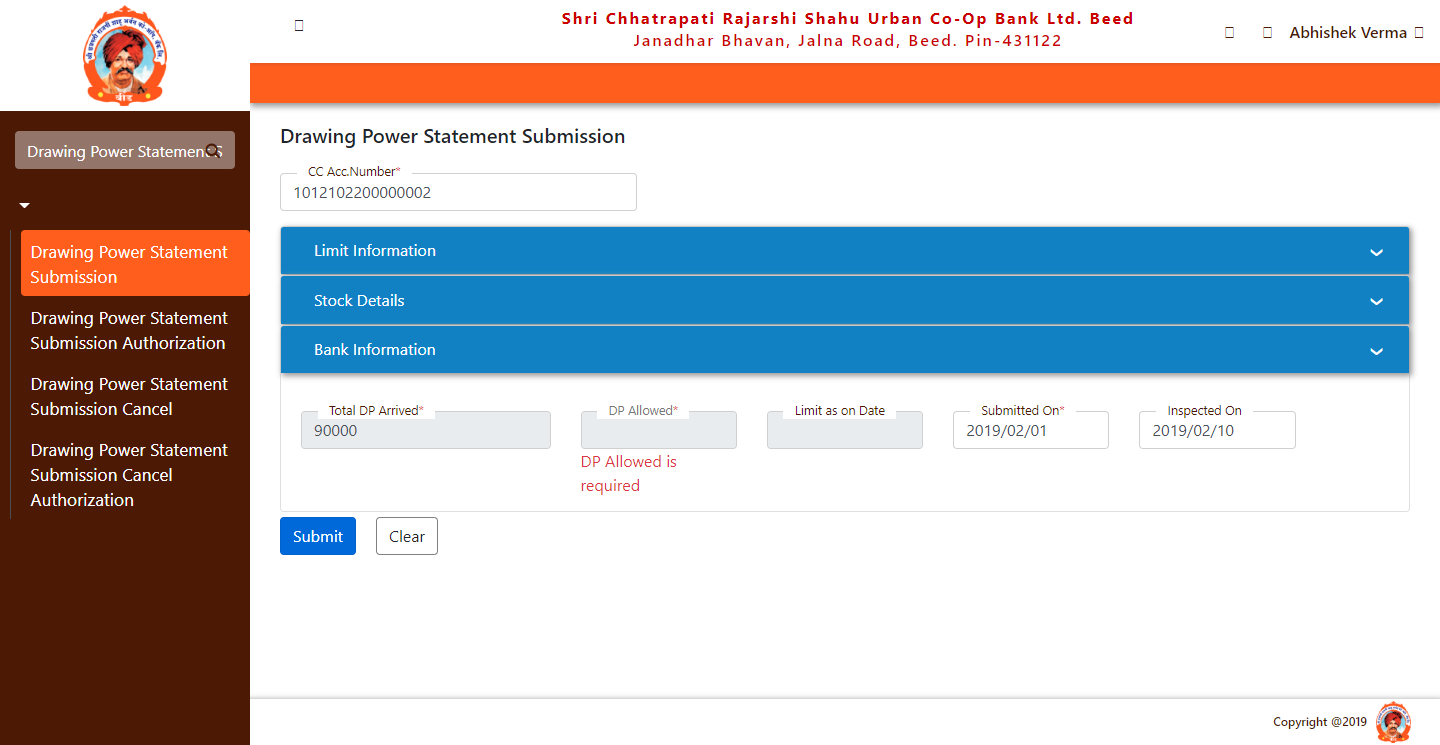 Shri Chhatrapati Rajarshi Shahu Urban Co-Op Bank Ltd. Beed
Janadhar Bhavan, Jalna Road, Beed. Pin-431122
Abhishek Verma
बीड
Drawing Power Statement S
Drawing Power Statement
Submission
Drawing Power Statement
Submission Authorization
Drawing Power Statement
Submission Cancel
Drawing Power Statement
Submission Cancel
Authorization
Drawing Power Statement Submission
CC Acc.Number*
1012102200000002
Limit Information
Stock Details
Bank Information
Total DP Arrived*
90000
DP Allowed*
DP Allowed is
required
Limit as on Date
Submitted On*
2019/02/01
Inspected On
2019/02/10
Submit
Clear
Copyright @2019